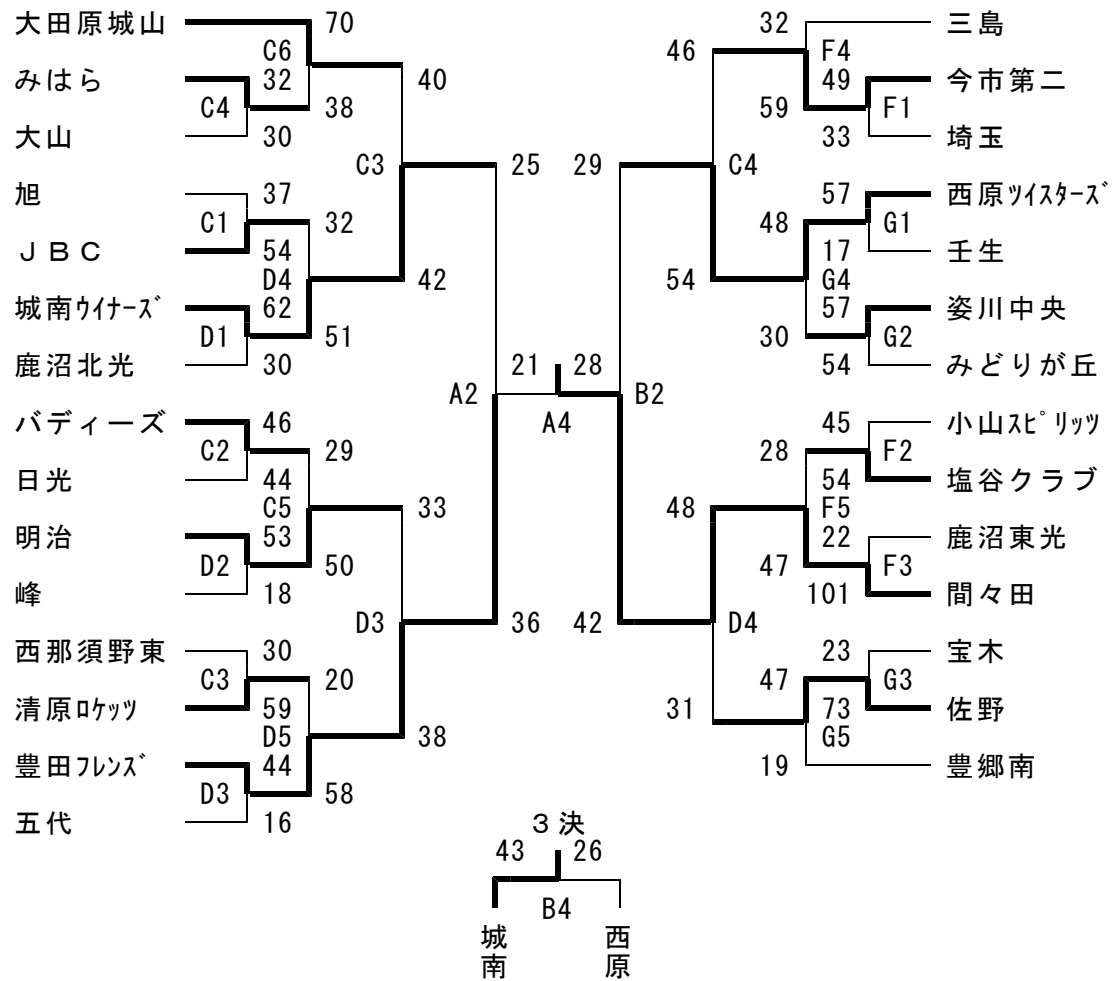 大田原城山 70 32 三島
C6 46 F4
みはら 32 40 49 今市第二
C4 38 59 F1
大山 30 33 埼玉
C3 25 29 C4
旭 37 57 西原ﾂｲｽﾀｰｽﾞ
C1 32 48 G1
ＪＢＣ 54 17 壬生
D4 42 54 G4
城南ｳｲﾅｰｽﾞ 62 57 姿川中央
D1 51 30 G2
鹿沼北光 30 21 28 54 みどりが丘
A2 B2
バディーズ 46 A4 45 小山ｽﾋﾟﾘｯﾂ
C2 29 28 F2
日光 44 54 塩谷クラブ
C5 33 48 F5
明治 53 22 鹿沼東光
D2 50 47 F3
峰 18 101 間々田
D3 36 42 D4
西那須野東 30 23 宝木
C3 20 47 G3
清原ﾛｹｯﾂ 59 31 73 佐野
D5 38 G5
豊田ﾌﾚﾝｽﾞ 44 19 豊郷南
D3 58
五代 16
３決
43 26
B4
城南
西原